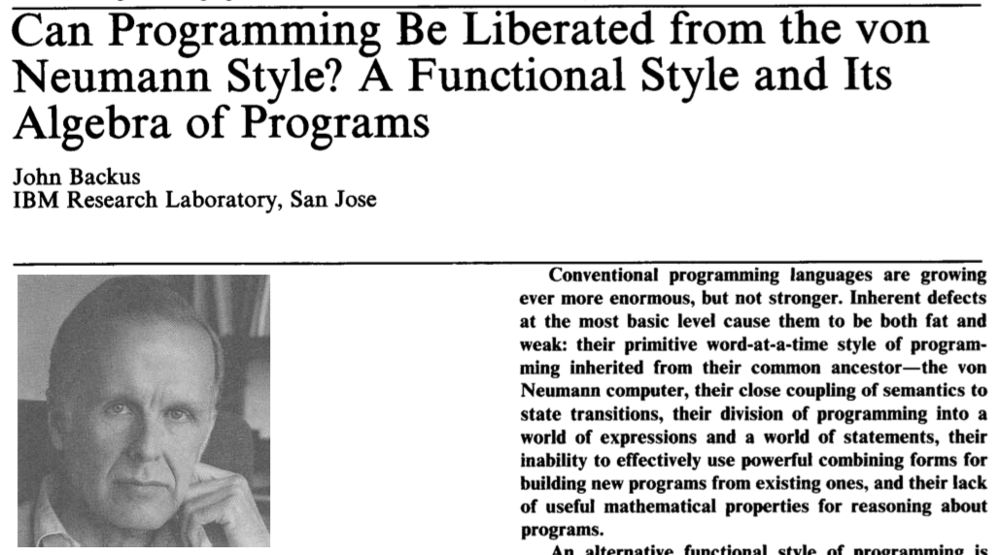 Can Programming Be Liberated from the von
Neumann Style? A Functional Style and Its
Algebra of Programs
John Backus
IBM Research Laboratory, San Jose
Conventional programming languages are growing
ever more enormous, but not stronger. Inherent defects
at the most basic level cause them to be both fat and
weak: their primitive word-at-a-time style of program-
ming inherited from their common ancestor—the von
Neumann computer, their close coupling of semantics to
state transitions, their division of programming into a
world of expressions and a world of statements, their
inability to effectively use powerful combining forms for
building new programs from existing ones, and their lack
of useful mathematical properties for reasoning about
programs.
An alternative functional style of programming is